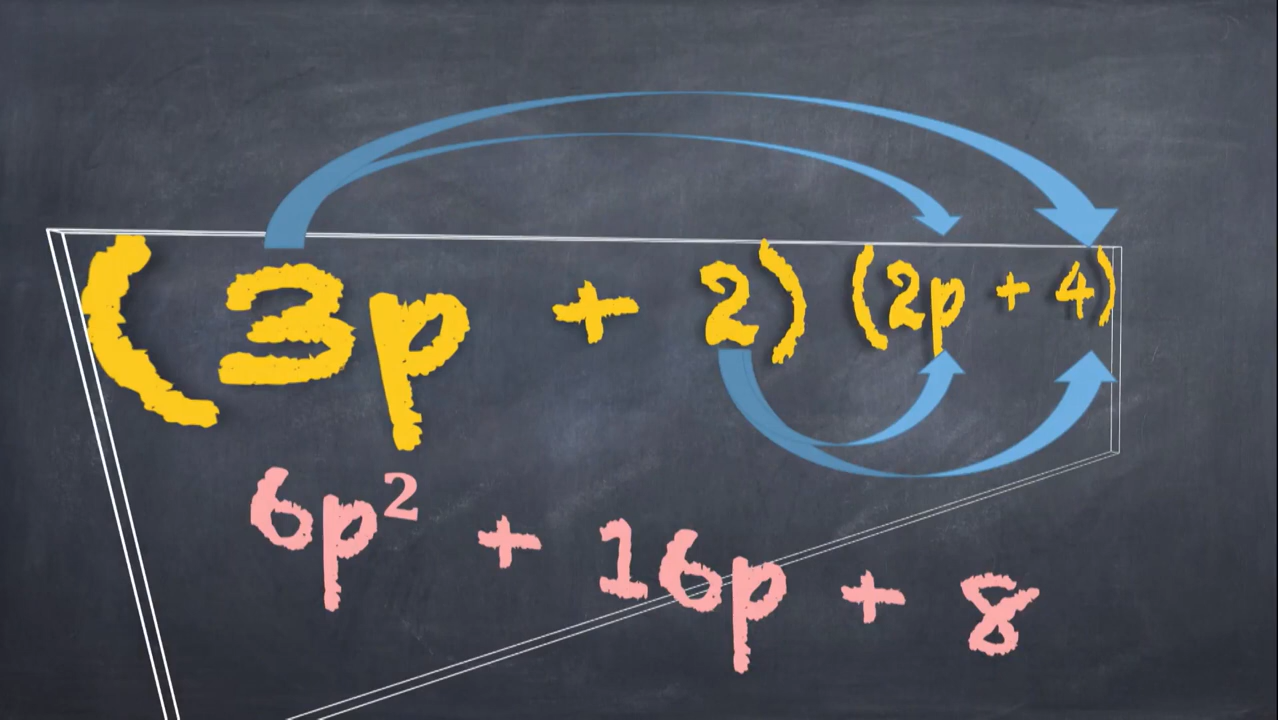 (3p + 2) (2p + 4)
6p² + 16p + 8